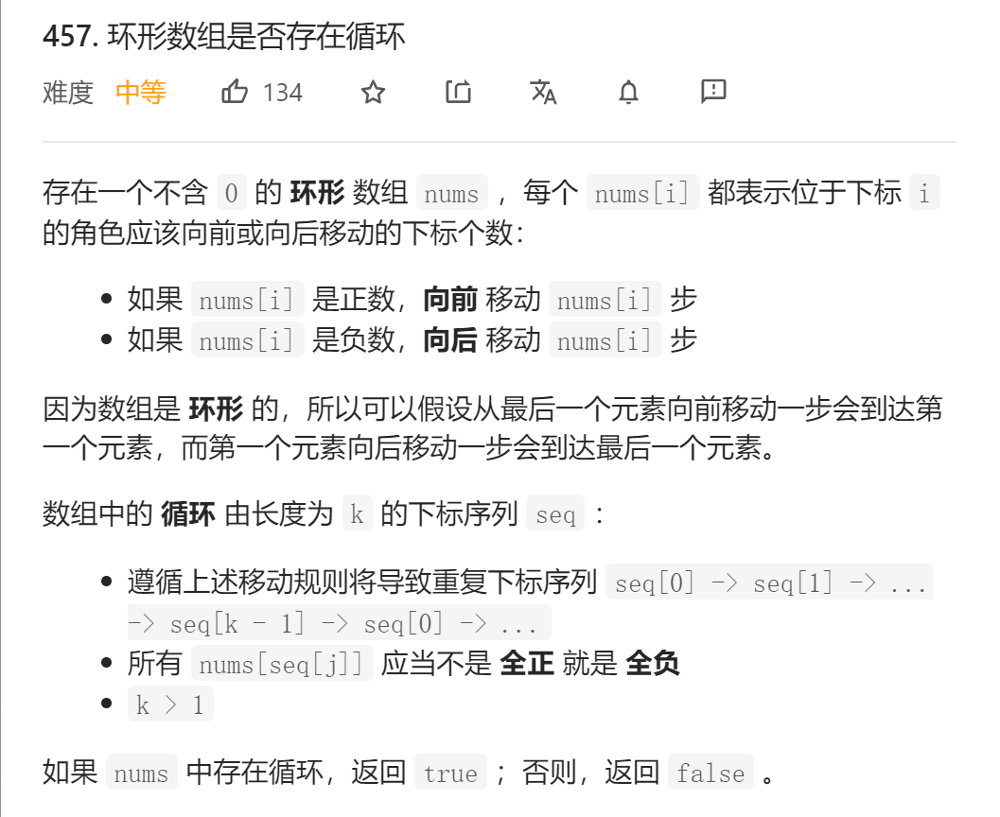 457. 环形数组是否存在循环
难度 中等 134
存在一个不含 0 的 环形 数组 nums ，每个 nums[i] 都表示位于下标 i
的角色应该向前或向后移动的下标个数：
• 如果 nums[i] 是正数，向前 移动 nums[i] 步
• 如果 nums[i] 是负数，向后 移动 nums[i] 步
因为数组是 环形 的，所以可以假设从最后一个元素向前移动一步会到达第
一个元素，而第一个元素向后移动一步会到达最后一个元素。
数组中的 循环 由长度为 k 的下标序列 seq ：
• 遵循上述移动规则将导致重复下标序列 seq[0] -> seq[1] -> ...
-> seq[k - 1] -> seq[0] -> ...
• 所有 nums[seq[j]] 应当不是 全正 就是 全负
• k > 1
如果 nums 中存在循环，返回 true ；否则，返回 false 。